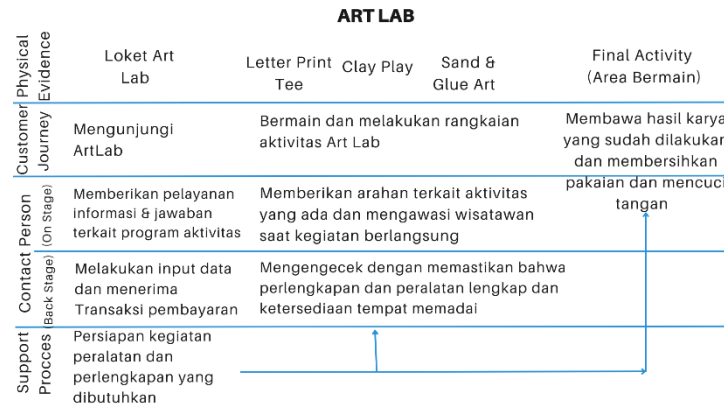 ART LAB
Physical
Evidence
Loket Art
Lab
Letter Print
Tee
Clay Play
Sand &
Glue Art
Final Activity
(Area Bermain)
Customer
Journey
Mengunjungi
ArtLab
Bermain dan melakukan rangkaian
aktivitas Art Lab
Membawa hasil karya
yang sudah dilakukan
dan membersihkan
pakaian dan mencuci
tangan
Contact Person
(On Stage)
(Back Stage)
Memberikan pelayanan
informasi & jawaban
terkait program aktivitas
Memberikan arahan terkait aktivitas
yang ada dan mengawasi wisatawan
saat kegiatan berlangsung
Melakukan input data
dan menerima
Transaksi pembayaran
Mengengecek dengan memastikan bahwa
perlengkapan dan peralatan lengkap dan
ketersediaan tempat memadai
Support
Procces
Persiapan kegiatan
peralatan dan
perlengkapan yang
dibutuhkan